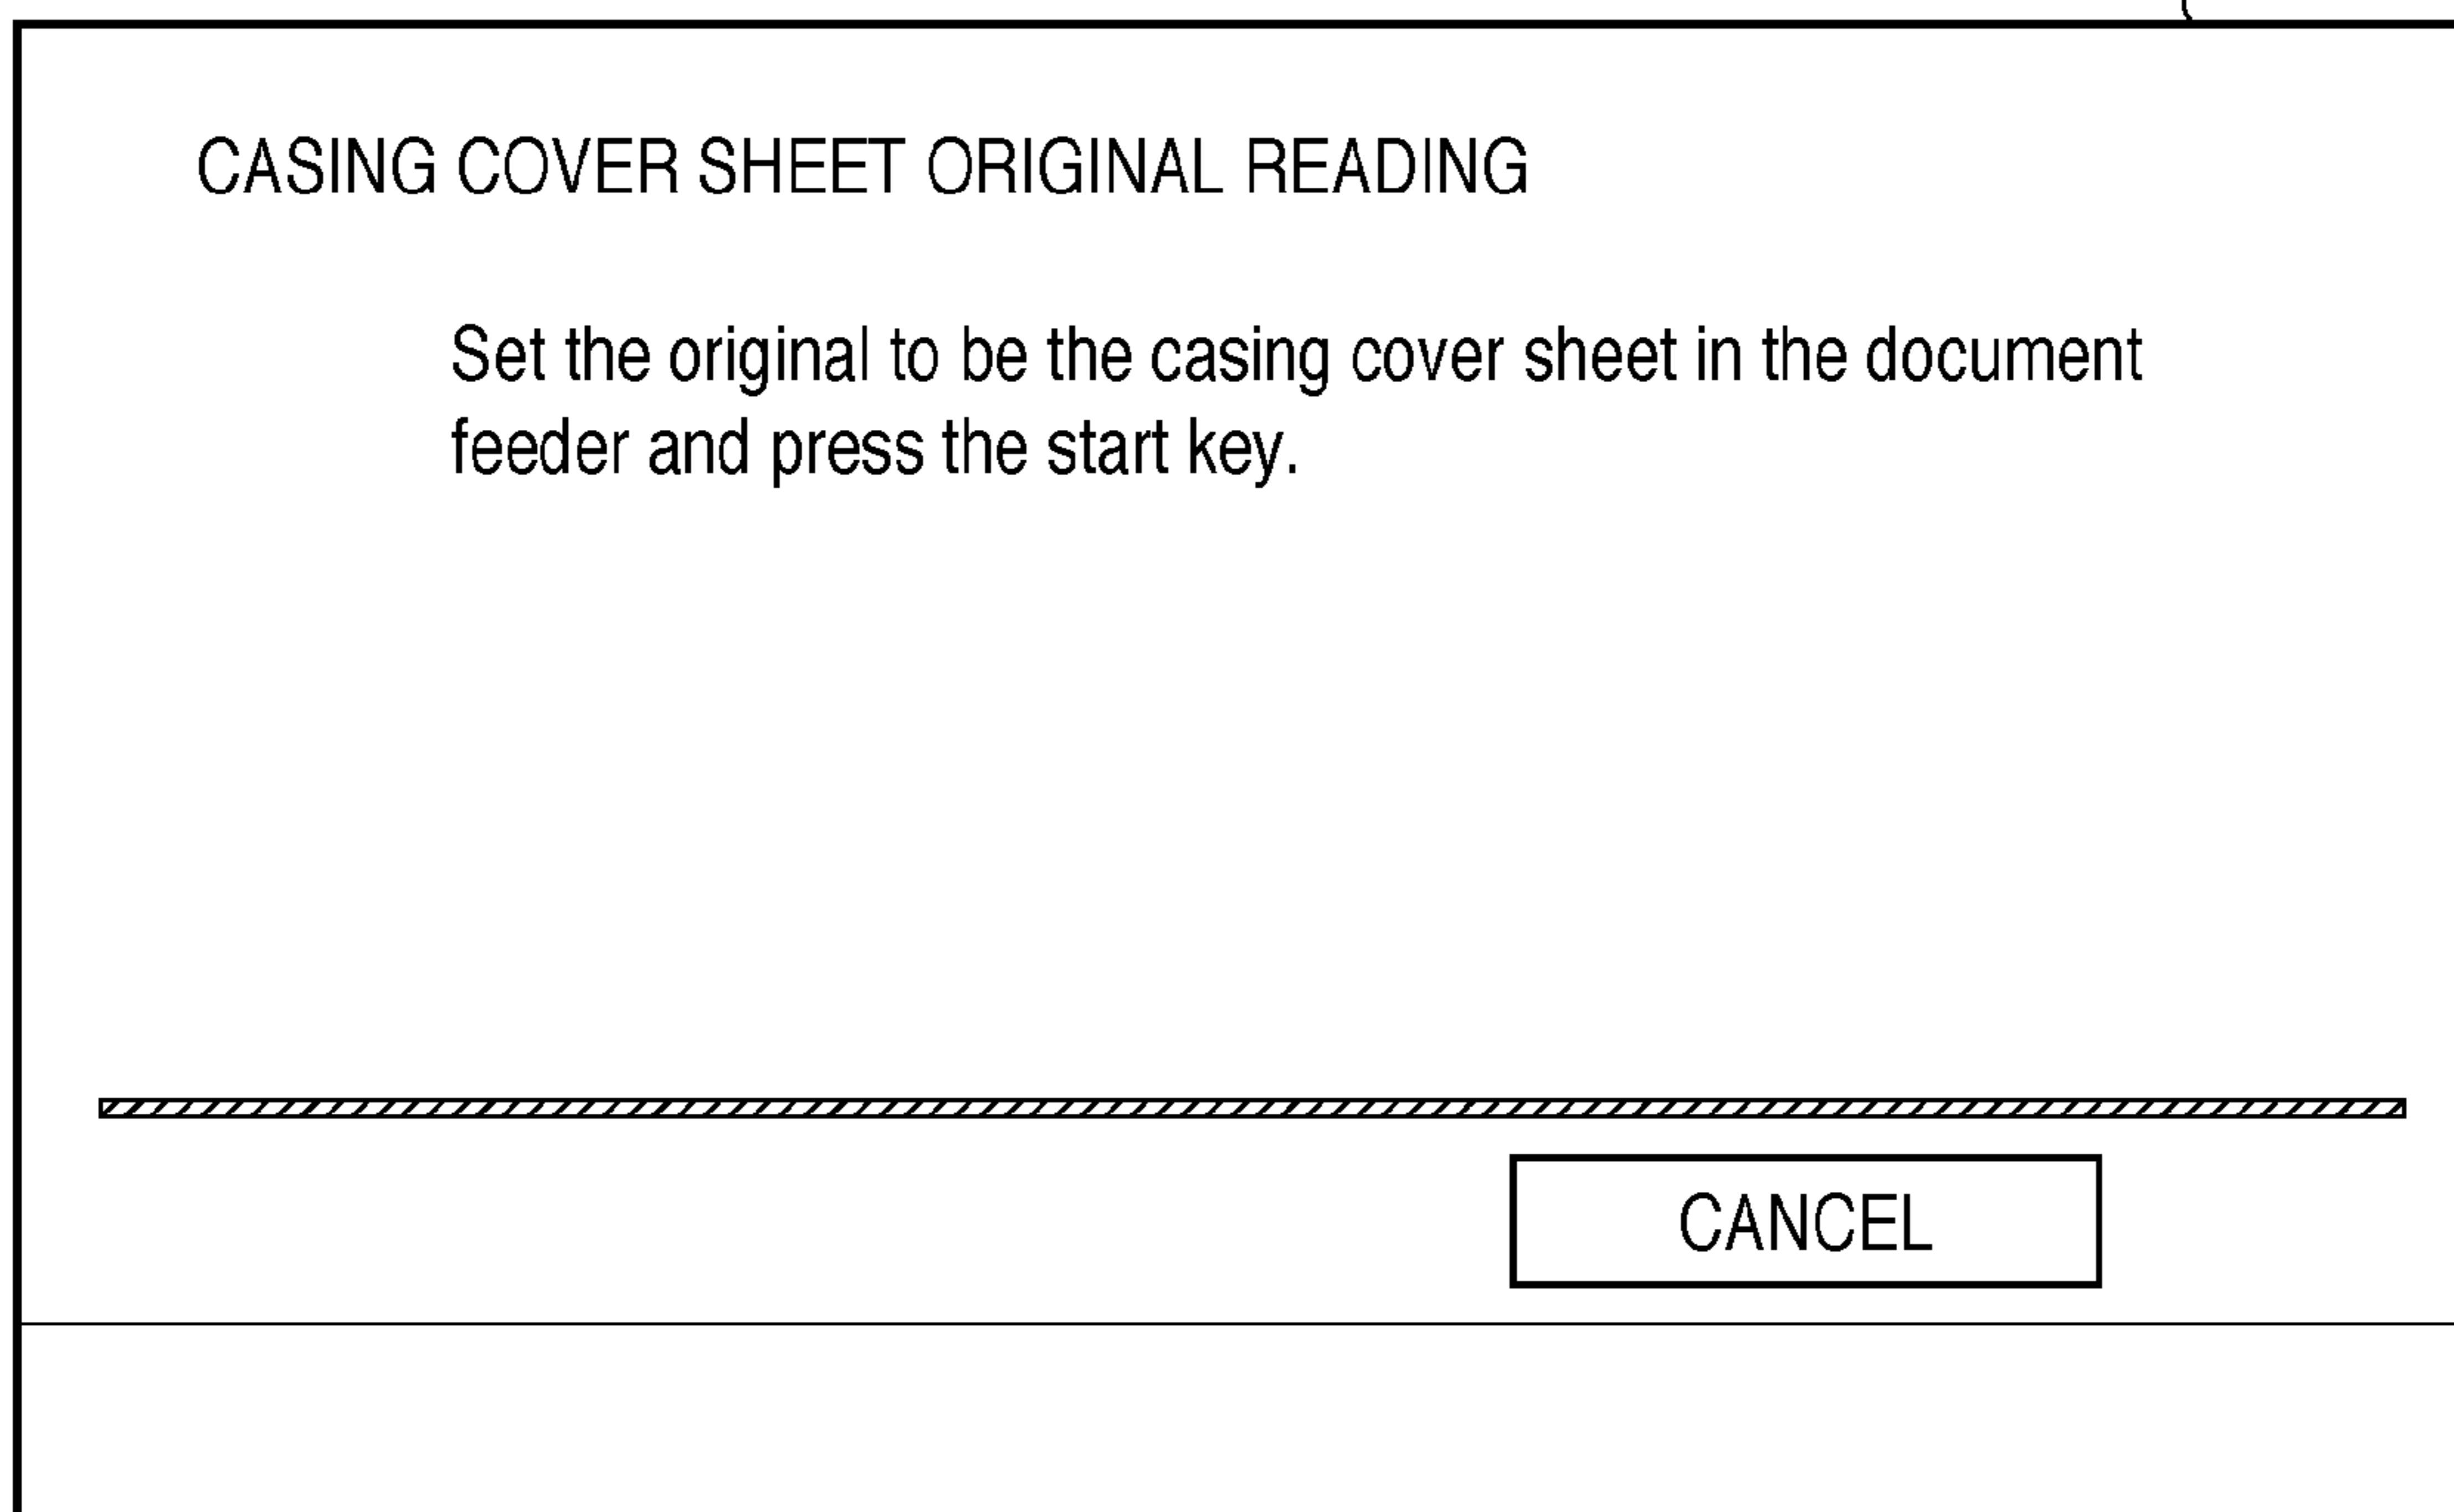 CASING COVER SHEET ORIGINAL READING
Set the original to be the casing cover sheet in the document
feeder and press the start key.
CANCEL